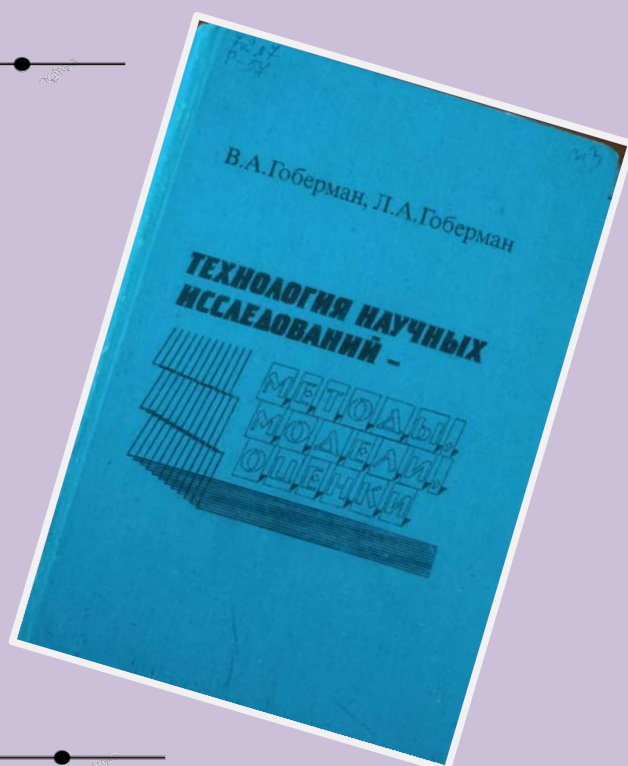 В.А.Гоберман, Л.А.Гоберман
ТЕХНОЛОГИЯ НАУЧНЫХ
ИССЛЕДОВАНИЙ –
МЕТОДЫ,
МОДЕЛИ,
ОЦЕНКИ